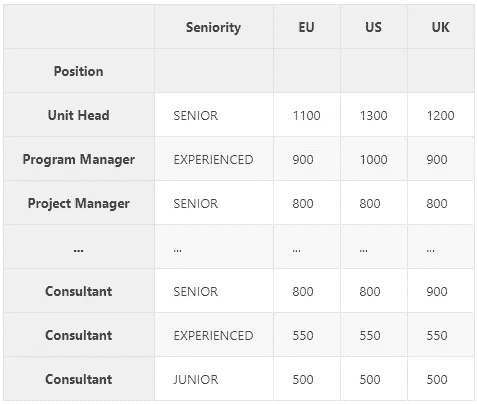 Seniority EU US UK
Position
Unit Head SENIOR 1100 1300 1200
Program Manager EXPERIENCED 900 1000 900
Project Manager SENIOR 800 800 800
... ... ... ... ...
Consultant SENIOR 800 800 900
Consultant EXPERIENCED 550 550 550
Consultant JUNIOR 500 500 500